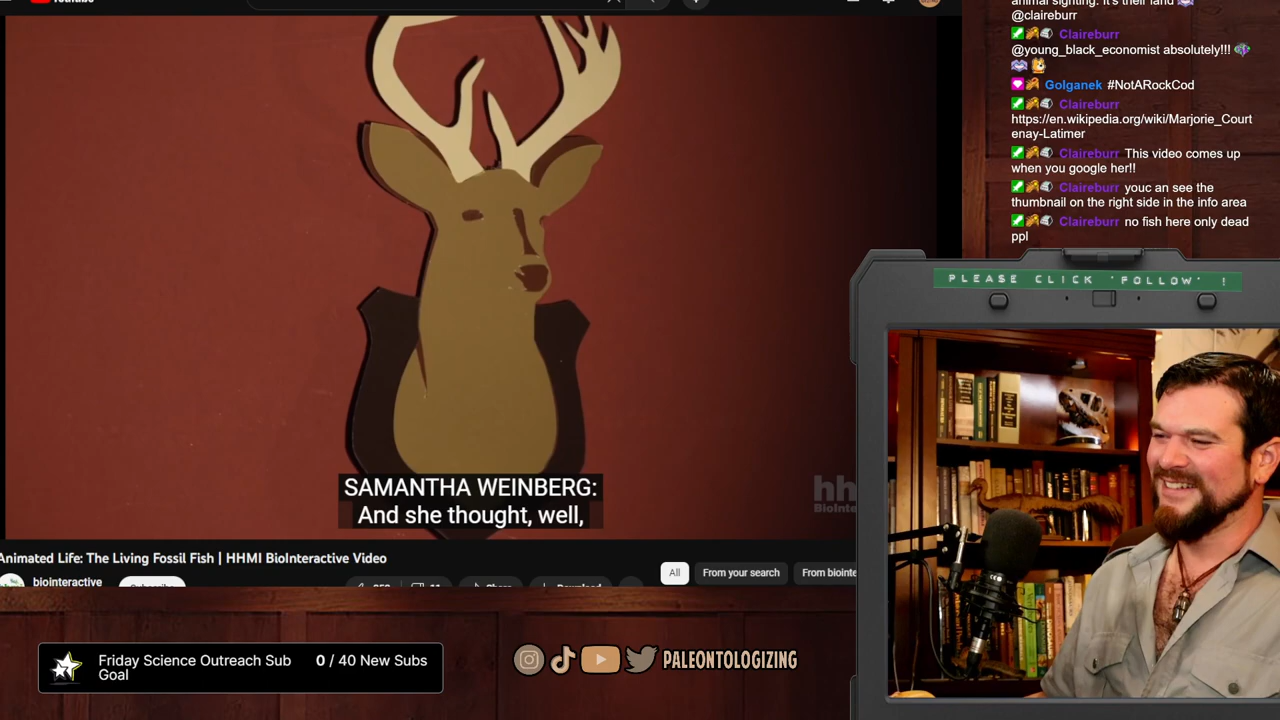 animal sighting. It's their land
@claireburr
Claireburr
@young_black_economist absolutely!!!
Golganek #NotARockCod
Claireburr
https://en.wikipedia.org/wiki/Marjorie_Court
enay-Latimer
Claireburr This video comes up
when you google her!!
Claireburr youc an see the
thumbnail on the right side in the info area
Claireburr no fish here only dead
ppl
PLEASE CLICK 'FOLLOW' !
SAMANTHA WEINBERG:
And she thought, well,
hh
BioInte
Animated Life: The Living Fossil Fish | HHMI BioInteractive Video
biointeractive
All
From your search
From biointe
Share
Download
Friday Science Outreach Sub
Goal
0 / 40 New Subs
PALEONTOLOGIZING